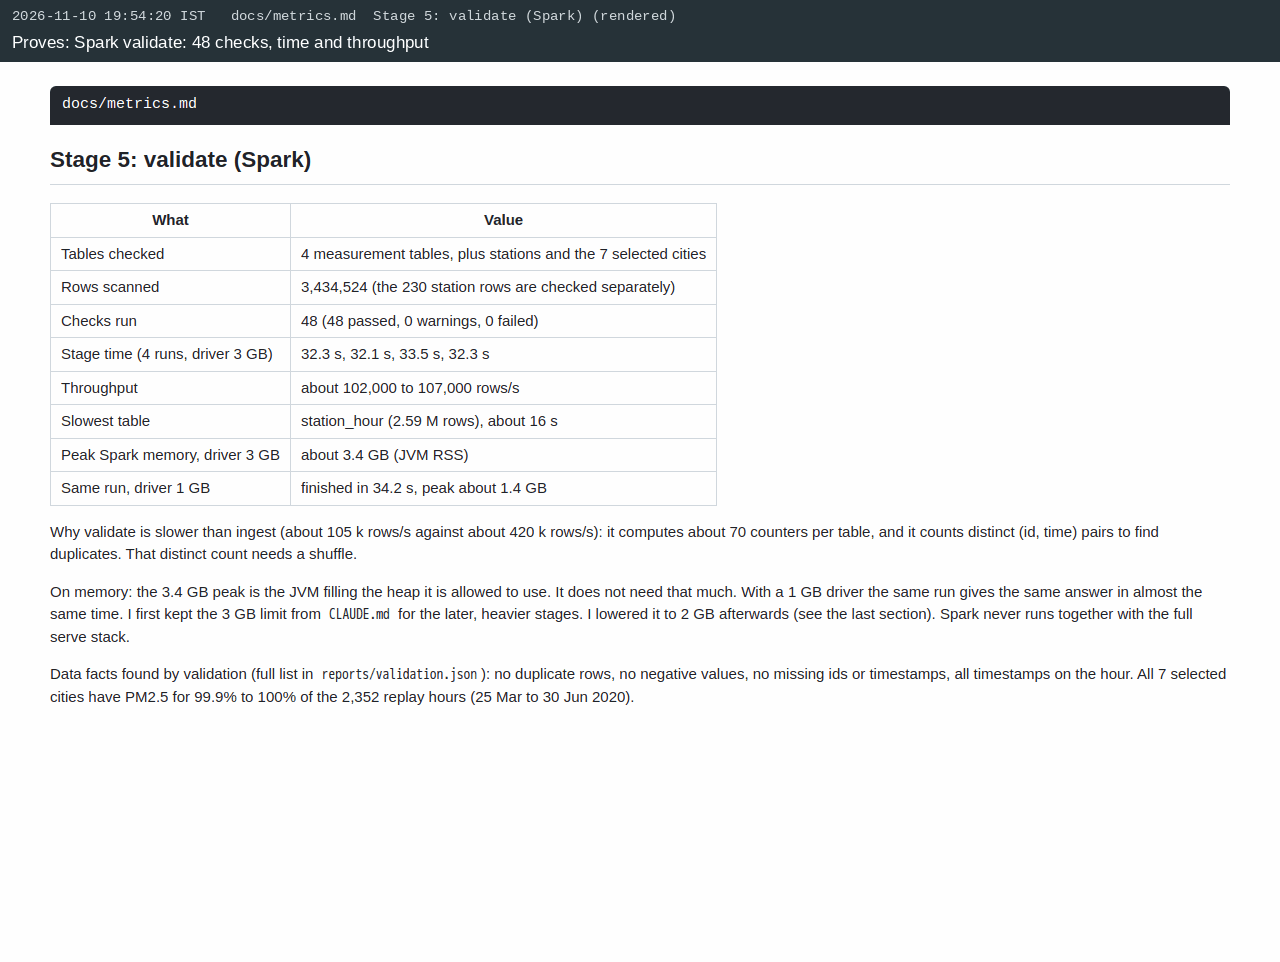 2026-11-10 19:54:20 IST docs/metrics.md Stage 5: validate (Spark) (rendered)
Proves: Spark validate: 48 checks, time and throughput
docs/metrics.md
Stage 5: validate (Spark)
What Value
Tables checked 4 measurement tables, plus stations and the 7 selected cities
Rows scanned 3,434,524 (the 230 station rows are checked separately)
Checks run 48 (48 passed, 0 warnings, 0 failed)
Stage time (4 runs, driver 3 GB) 32.3 s, 32.1 s, 33.5 s, 32.3 s
Throughput about 102,000 to 107,000 rows/s
Slowest table station_hour (2.59 M rows), about 16 s
Peak Spark memory, driver 3 GB about 3.4 GB (JVM RSS)
Same run, driver 1 GB finished in 34.2 s, peak about 1.4 GB
Why validate is slower than ingest (about 105 k rows/s against about 420 k rows/s): it computes about 70 counters per table, and it counts distinct (id, time) pairs to find
duplicates. That distinct count needs a shuffle.
On memory: the 3.4 GB peak is the JVM filling the heap it is allowed to use. It does not need that much. With a 1 GB driver the same run gives the same answer in almost the
same time. I first kept the 3 GB limit from CLAUDE.md for the later, heavier stages. I lowered it to 2 GB afterwards (see the last section). Spark never runs together with the full
serve stack.
Data facts found by validation (full list in reports/validation.json): no duplicate rows, no negative values, no missing ids or timestamps, all timestamps on the hour. All 7 selected
cities have PM2.5 for 99.9% to 100% of the 2,352 replay hours (25 Mar to 30 Jun 2020).